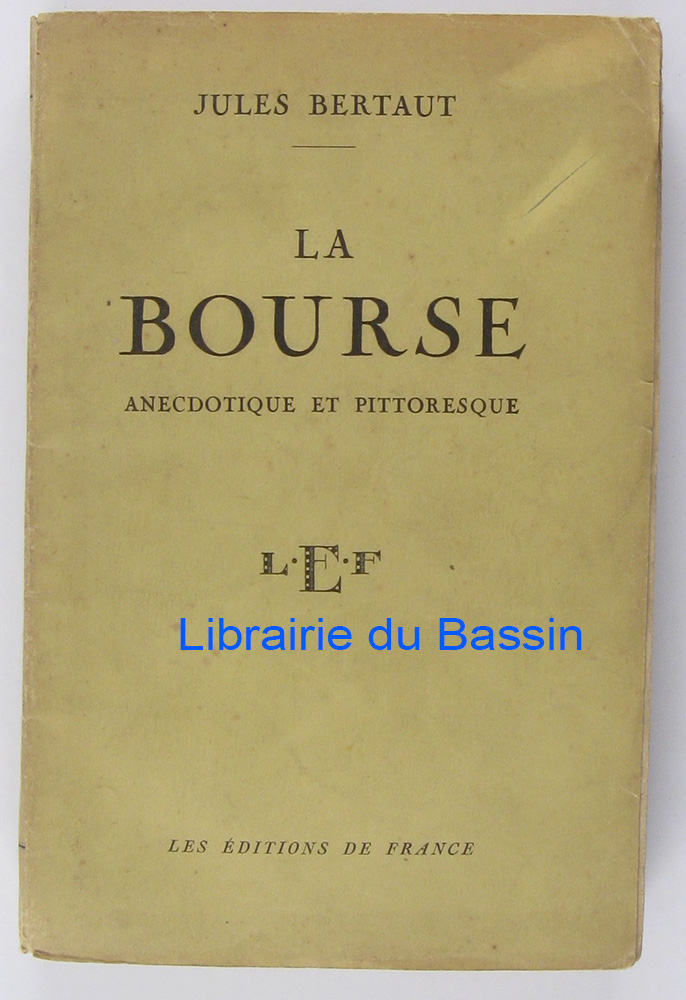 JULES BERTAUT
LA
BOURSE
ANECDOTIQUE ET PITTORESQUE
L·E·F
Librairie du Bassin
LES ÉDITIONS DE FRANCE